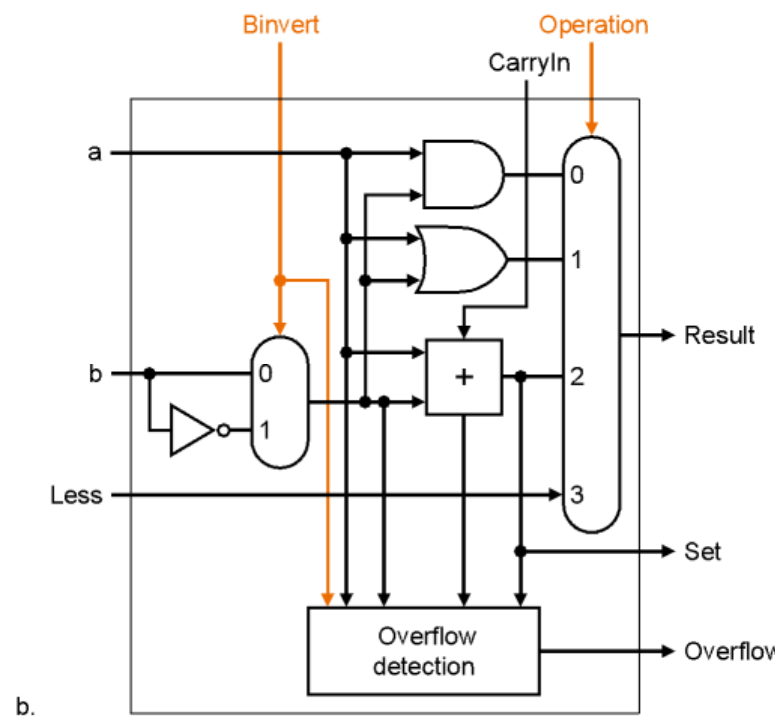 Binvert
Operation
CarryIn
a
0
1
b
0
+
2
Result
1
Less
3
Set
Overflow
detection
Overflow
b.